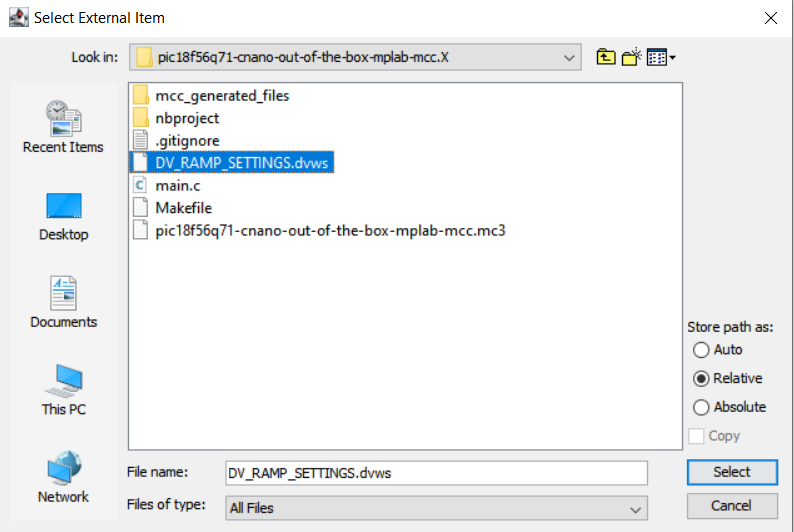 Select External Item
Look in: pic18f56q71-cnano-out-of-the-box-mplab-mcc.X
Recent Items
Desktop
Documents
This PC
Network
mcc_generated_files
nbproject
.gitignore
DV_RAMP_SETTINGS.dvws
C main.c
Makefile
pic18f56q71-cnano-out-of-the-box-mplab-mcc.mc3
Store path as:
Auto
Relative
Absolute
Copy
File name: DV_RAMP_SETTINGS.dvws
Select
Files of type: All Files
Cancel